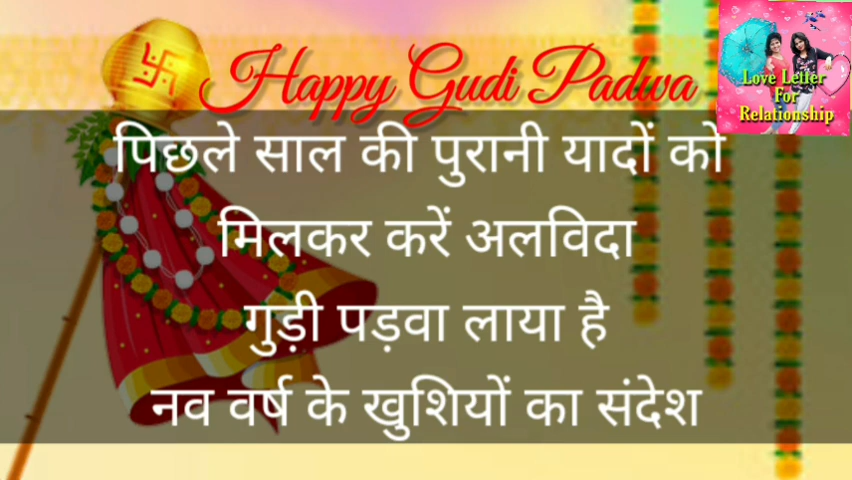 Happy Gudi Padwa
Love Letter
For
Relationship
पिछले साल की पुरानी यादों को
मिलकर करें अलविदा
गुड़ी पड़वा लाया है
नव वर्ष के खुशियों का संदेश